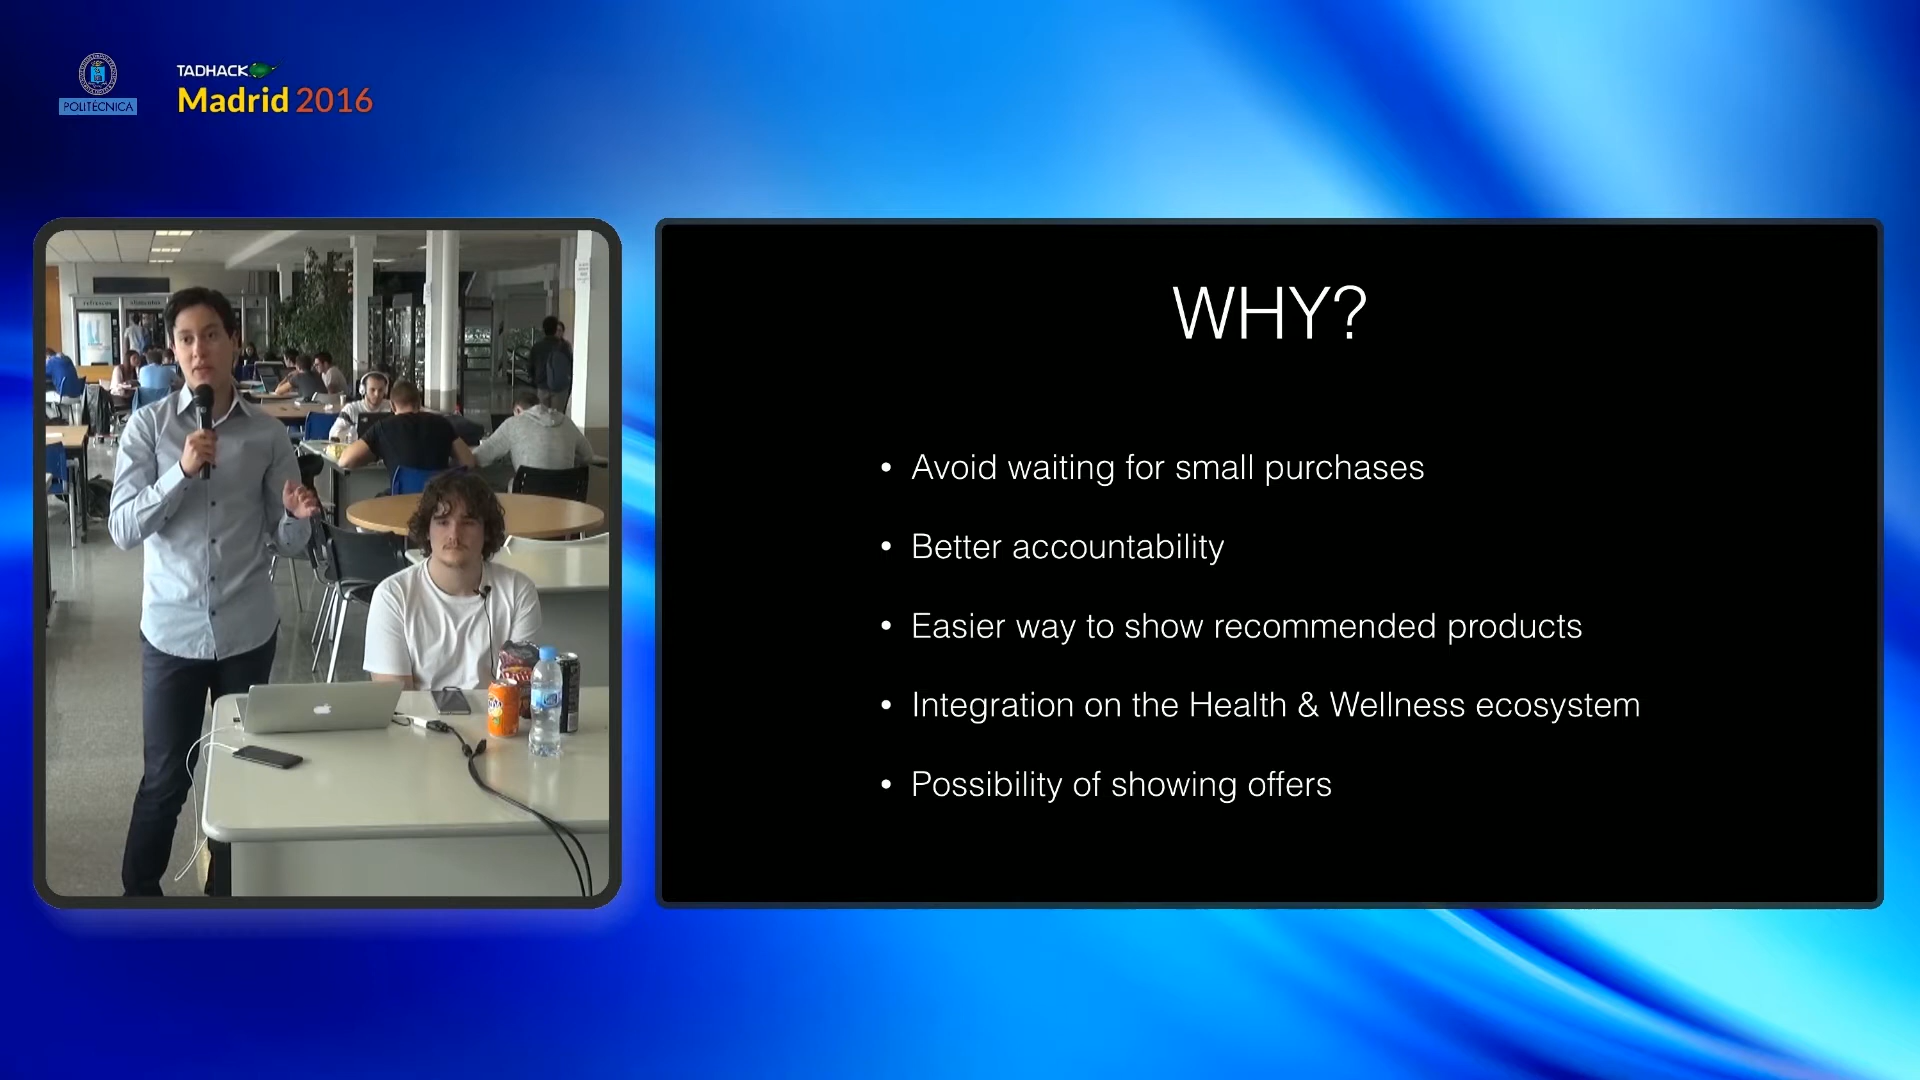 POLITÉCNICA
TADHACK
Madrid 2016
WHY?
• Avoid waiting for small purchases
• Better accountability
• Easier way to show recommended products
• Integration on the Health & Wellness ecosystem
• Possibility of showing offers